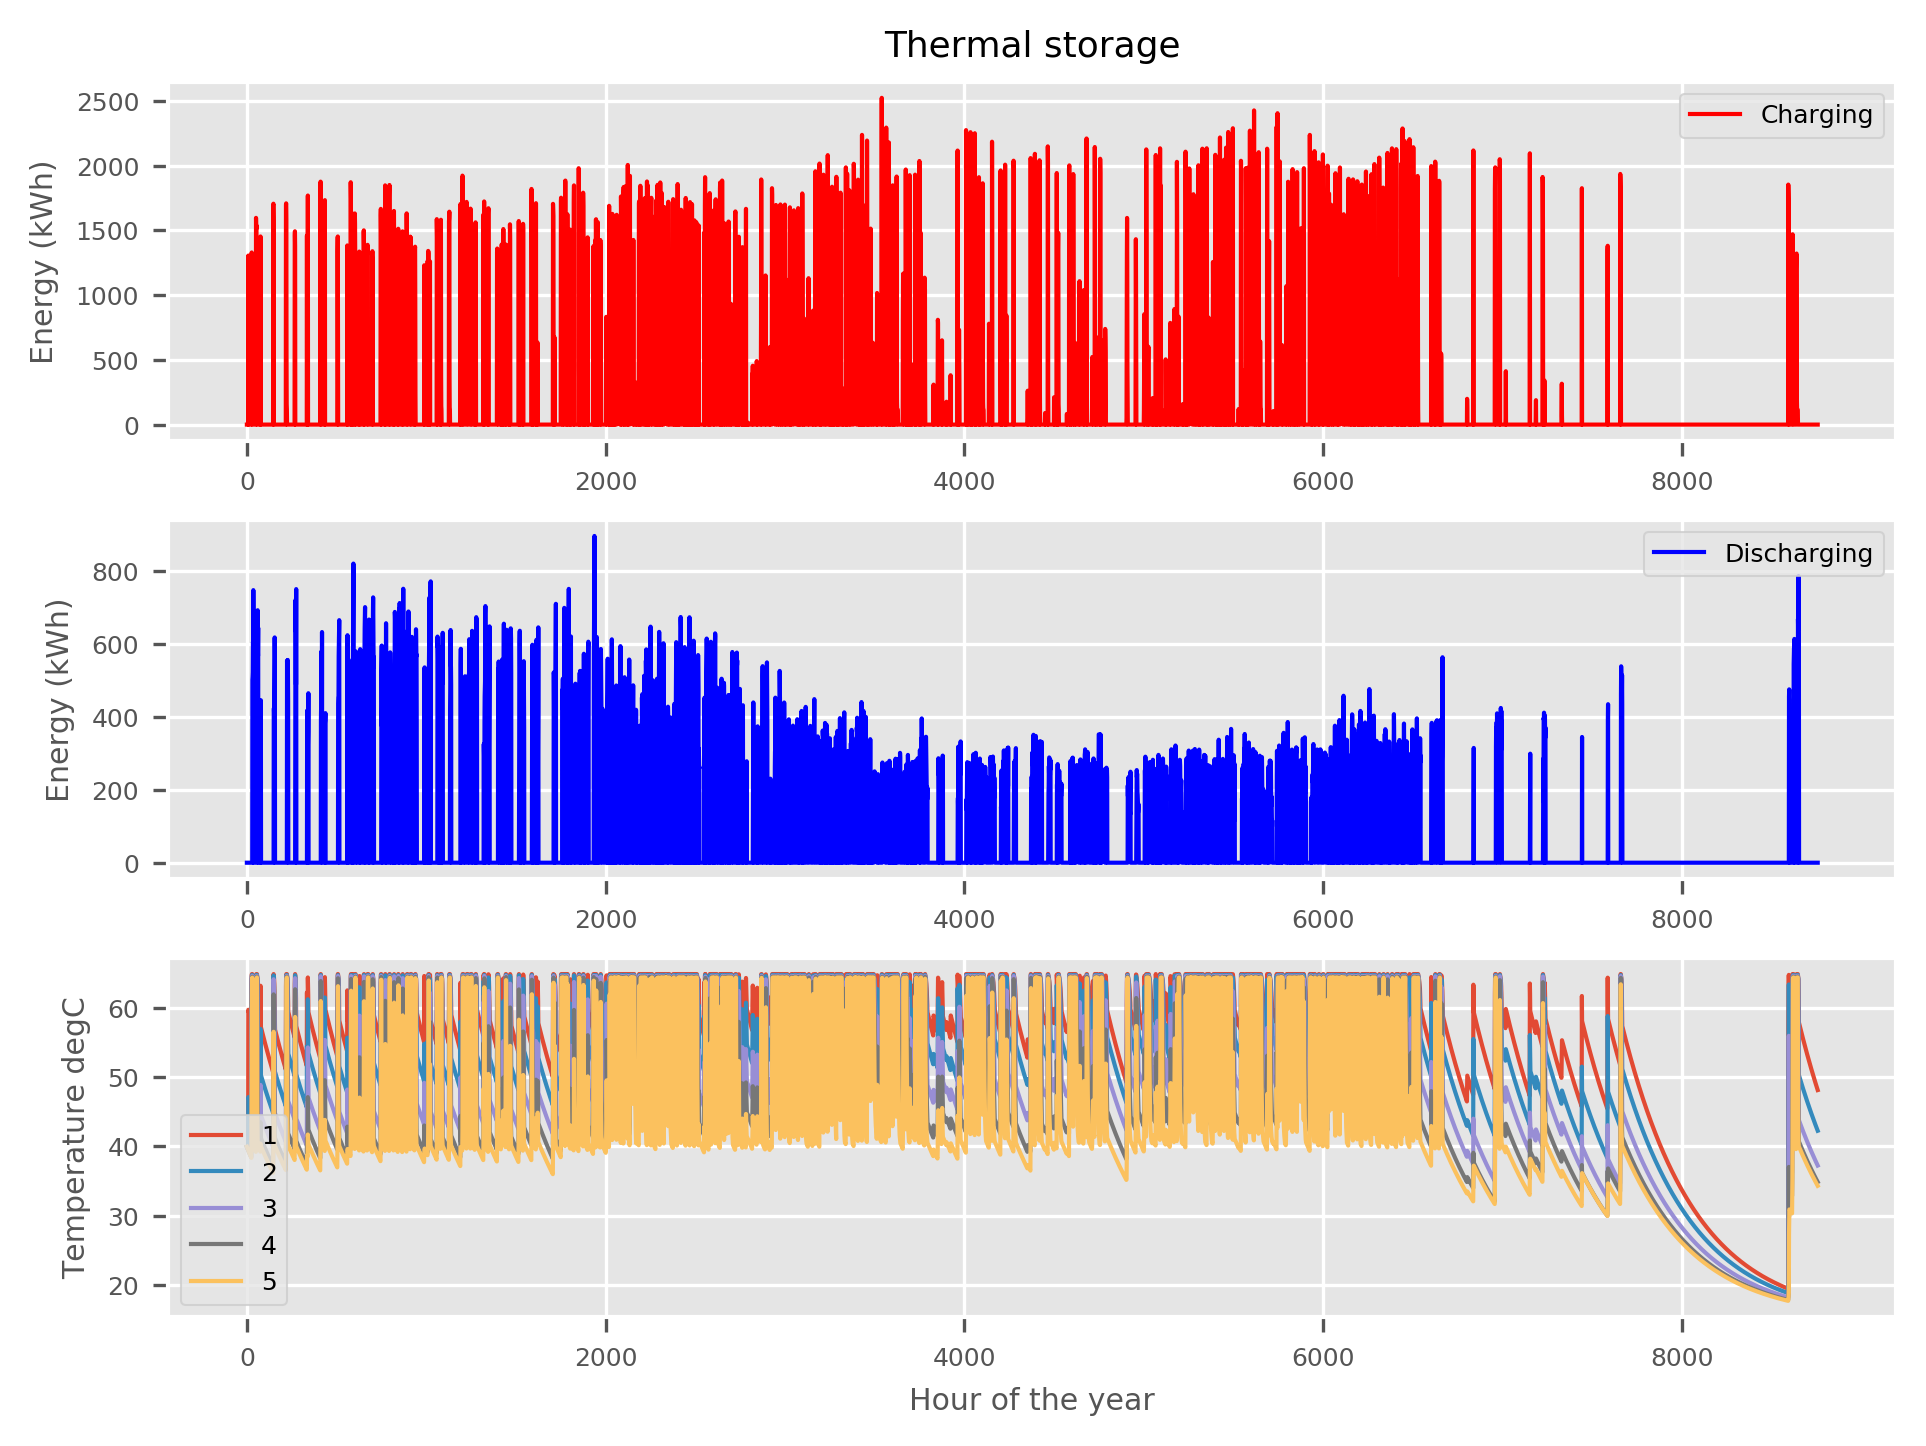 Thermal storage
Energy (kWh)
2500
2000
1500
1000
500
0
Charging
0 2000 4000 6000 8000
Energy (kWh)
800
600
400
200
0
Discharging
0 2000 4000 6000 8000
Temperature degC
60
50
40
30
20
1
2
3
4
5
0 2000 4000 6000 8000
Hour of the year